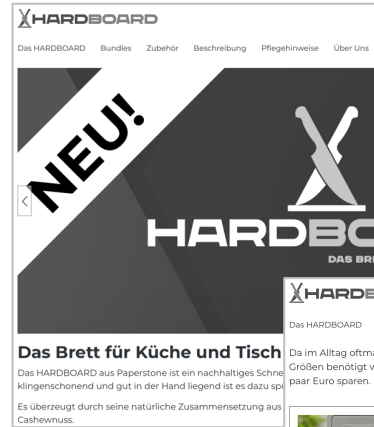 HARDBOARD
Das HARDBOARD Bundles Zubehör Beschreibung Pflegehinweise Über Uns
NEU!
HARDBO
DAS BRE
Das Brett für Küche und Tisch
Das HARDBOARD aus Paperstone ist ein nachhaltiges Schne
klingenschonend und gut in der Hand liegend ist es dazu
Es überzeugt durch seine natürliche Zusammensetzung aus
Cashewnuss.
HARDB
Das HARDBOARD
Da im Alltag oftma
Größen benötigt
paar Euro sparen.